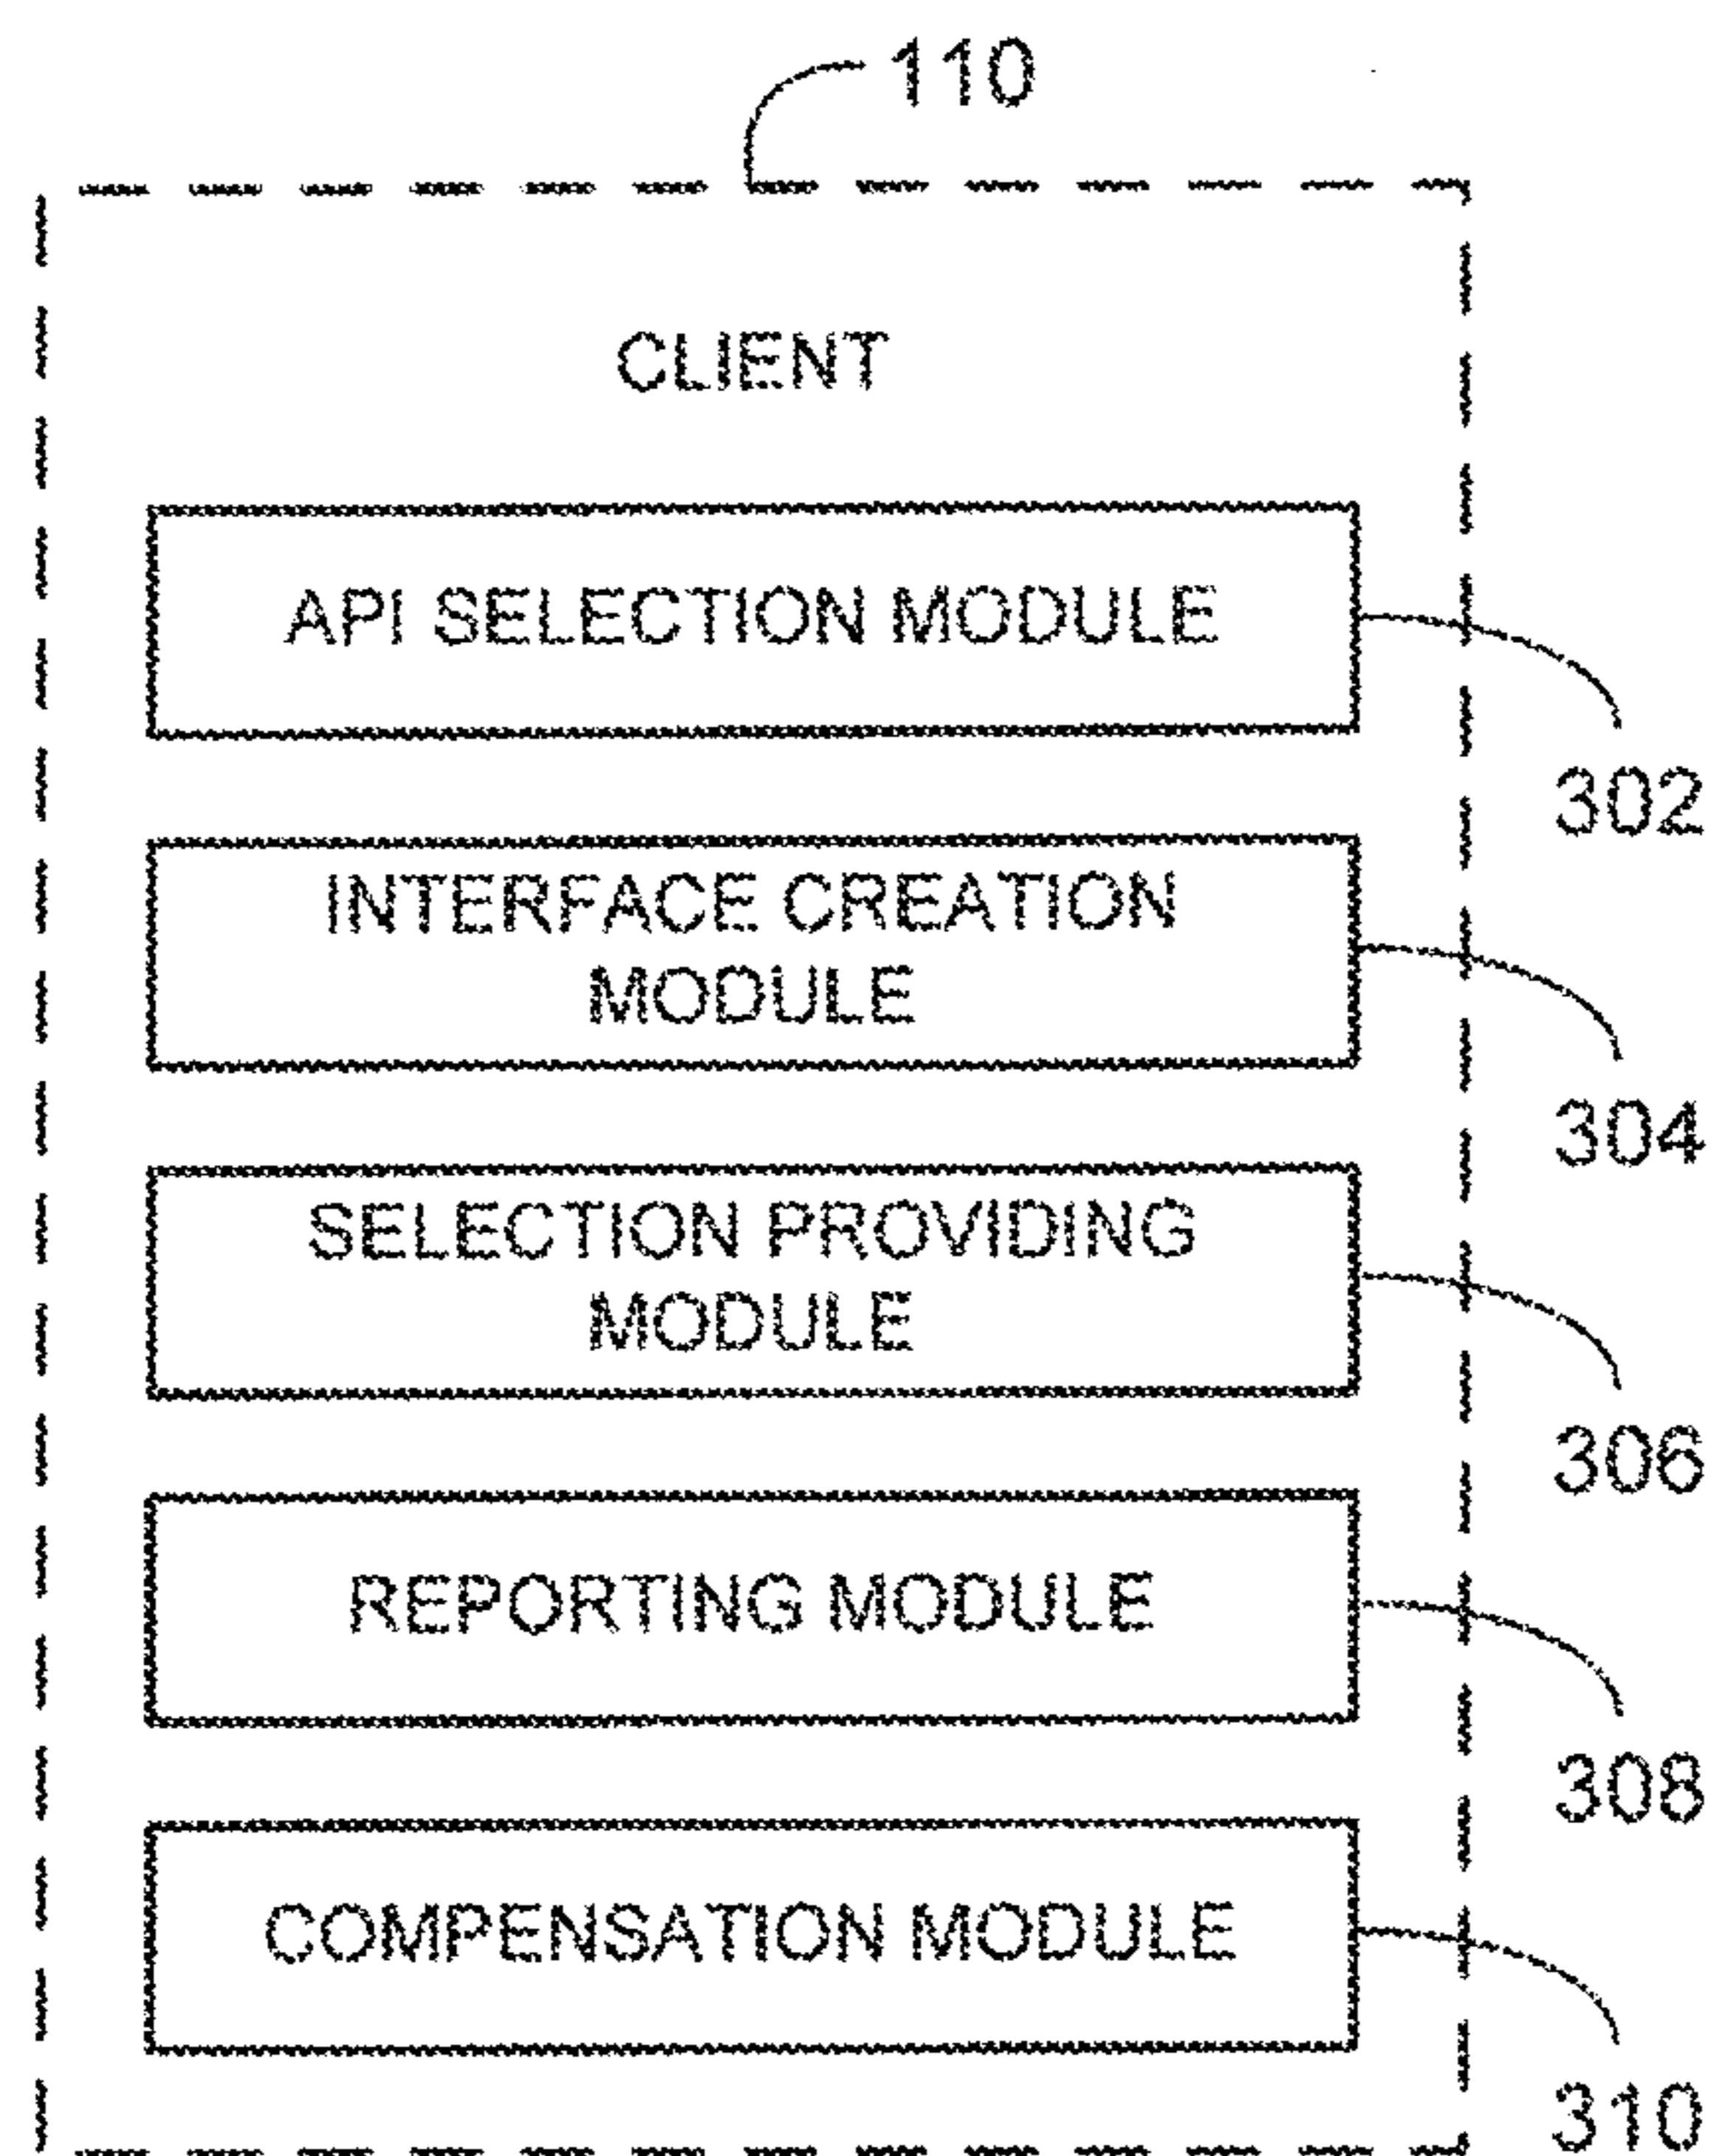 110
CLIENT
API SELECTION MODULE
302
INTERFACE CREATION
MODULE
304
SELECTION PROVIDING
MODULE
306
REPORTING MODULE
308
COMPENSATION MODULE
310